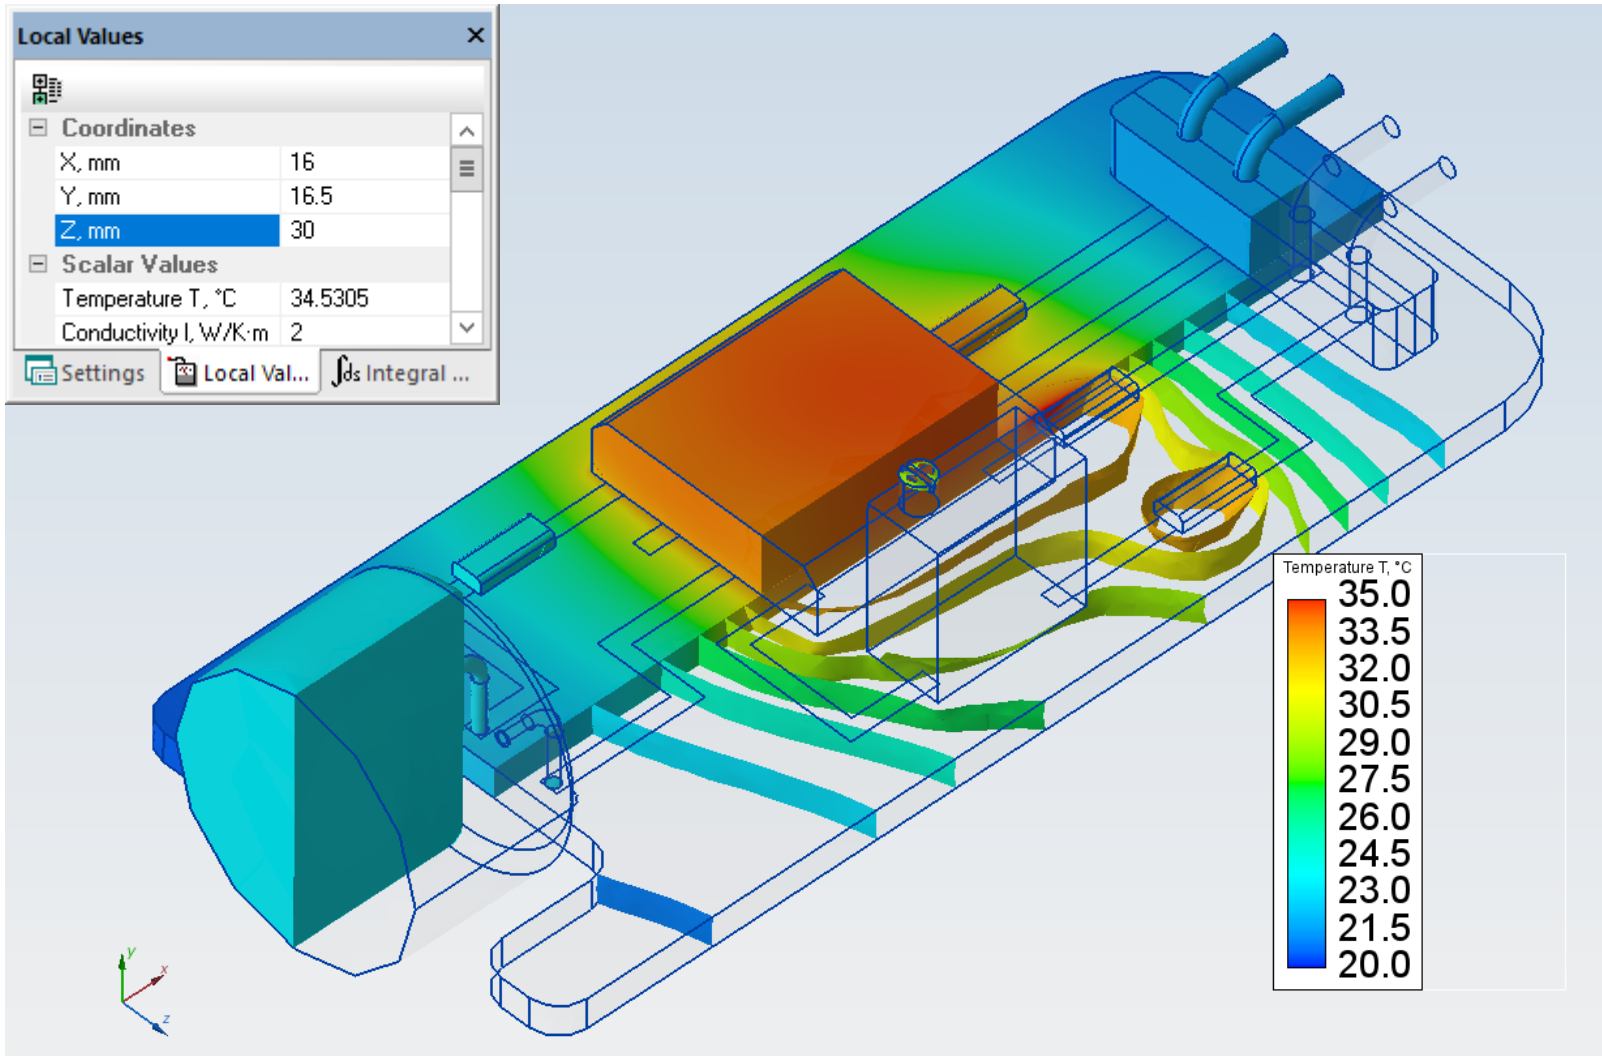 Local Values
Coordinates
X, mm 16
Y, mm 16.5
Z, mm 30
Scalar Values
Temperature T, °C 34.5305
Conductivity l, W/K·m 2
Settings Local Val... ∫ds Integral ...
Temperature T, °C
35.0
33.5
32.0
30.5
29.0
27.5
26.0
24.5
23.0
21.5
20.0
y
x
z